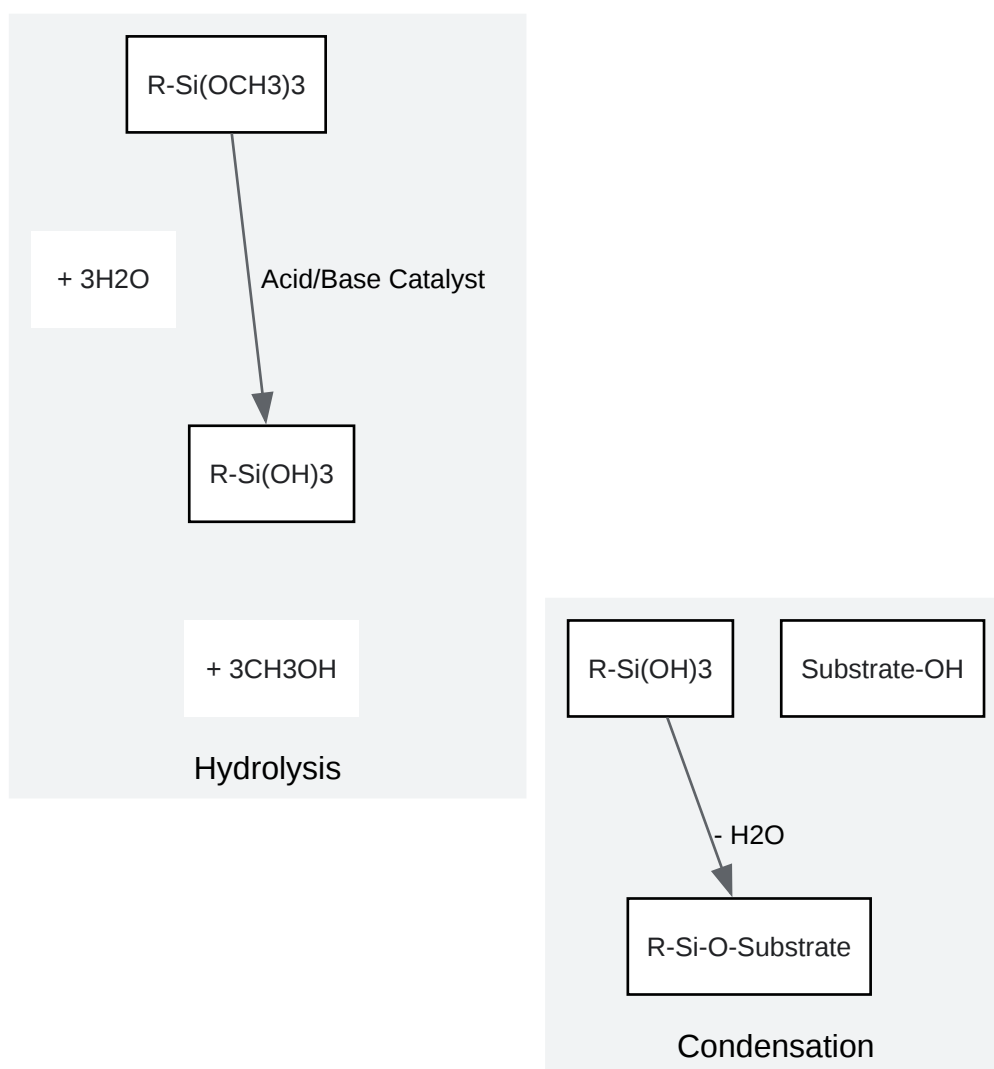 R-Si(OCH3)3
+ 3H2O
Acid/Base Catalyst
R-Si(OH)3
+ 3CH3OH
Hydrolysis
R-Si(OH)3
Substrate-OH
- H2O
R-Si-O-Substrate
Condensation